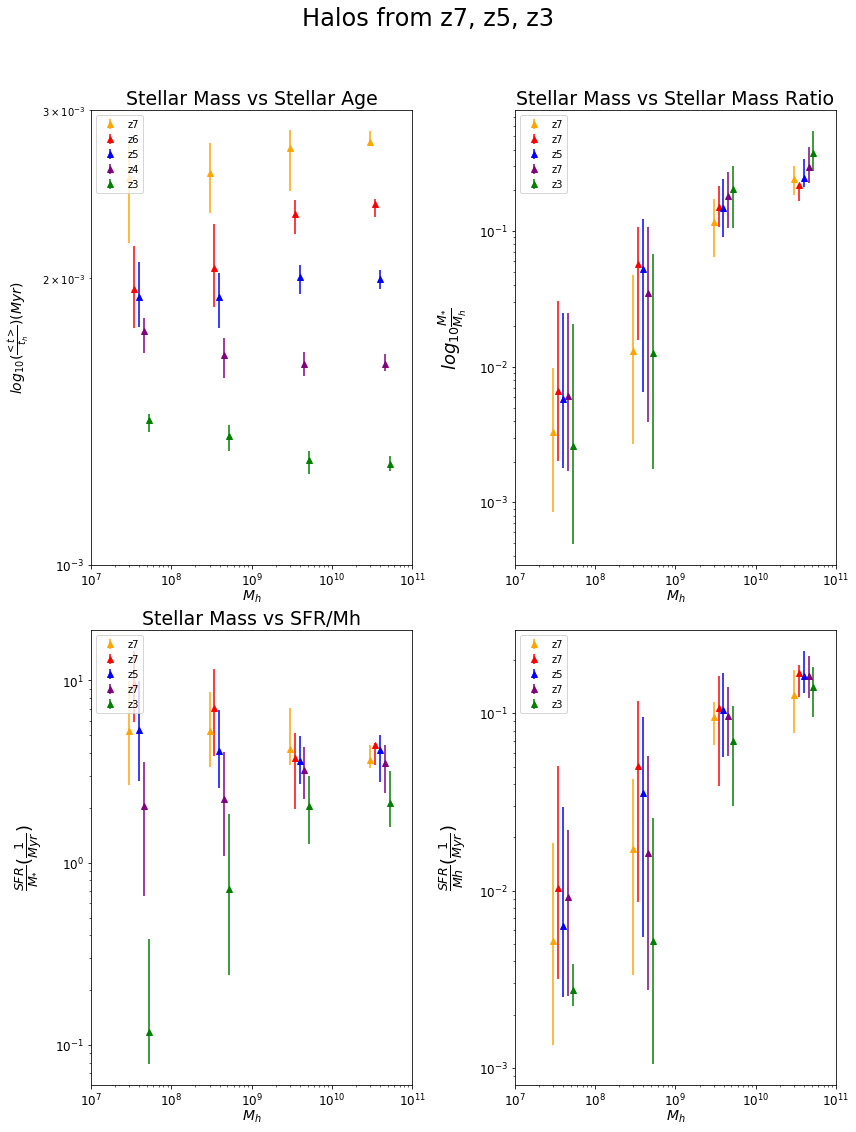 Halos from z7, z5, z3
Stellar Mass vs Stellar Age
3 × 10⁻³
2 × 10⁻³
10⁻³
log₁₀(<t>/tₕ)(Myr)
z7
z6
z5
z4
z3
10⁷ 10⁸ 10⁹ 10¹⁰ 10¹¹
Mₕ
Stellar Mass vs Stellar Mass Ratio
10⁻¹
10⁻²
10⁻³
log₁₀ M*/Mₕ
z7
z7
z5
z7
z3
10⁷ 10⁸ 10⁹ 10¹⁰ 10¹¹
Mₕ
Stellar Mass vs SFR/Mh
10¹
10⁰
10⁻¹
SFR/M* (1/Myr)
z7
z7
z5
z7
z3
10⁷ 10⁸ 10⁹ 10¹⁰ 10¹¹
Mₕ
10⁻¹
10⁻²
10⁻³
SFR/Mh (1/Myr)
z7
z7
z5
z7
z3
10⁷ 10⁸ 10⁹ 10¹⁰ 10¹¹
Mₕ